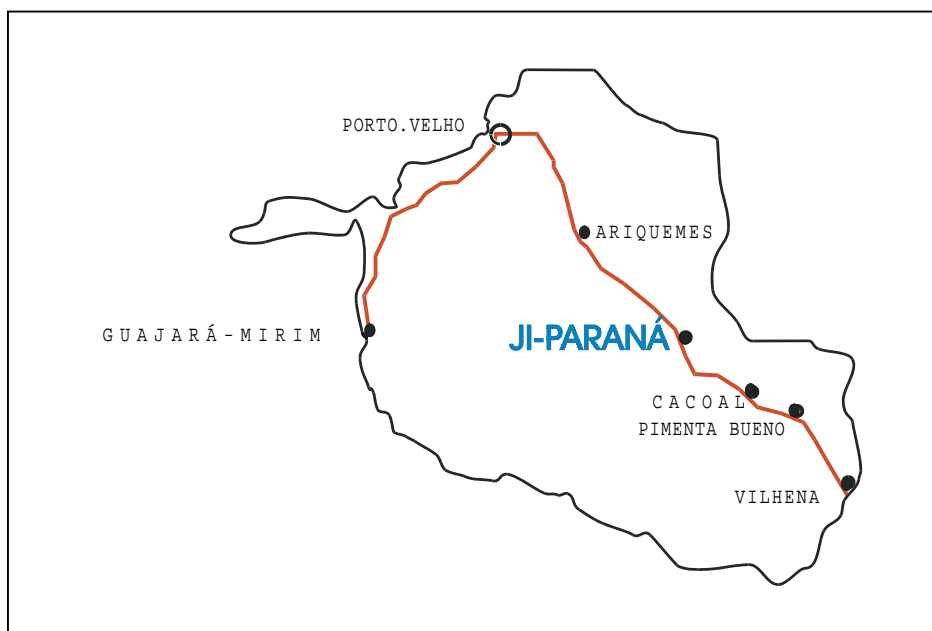 PORTO.VELHO
ARIQUEMES
GUAJARÁ-MIRIM
JI-PARANÁ
CACOAL
PIMENTA BUENO
VILHENA